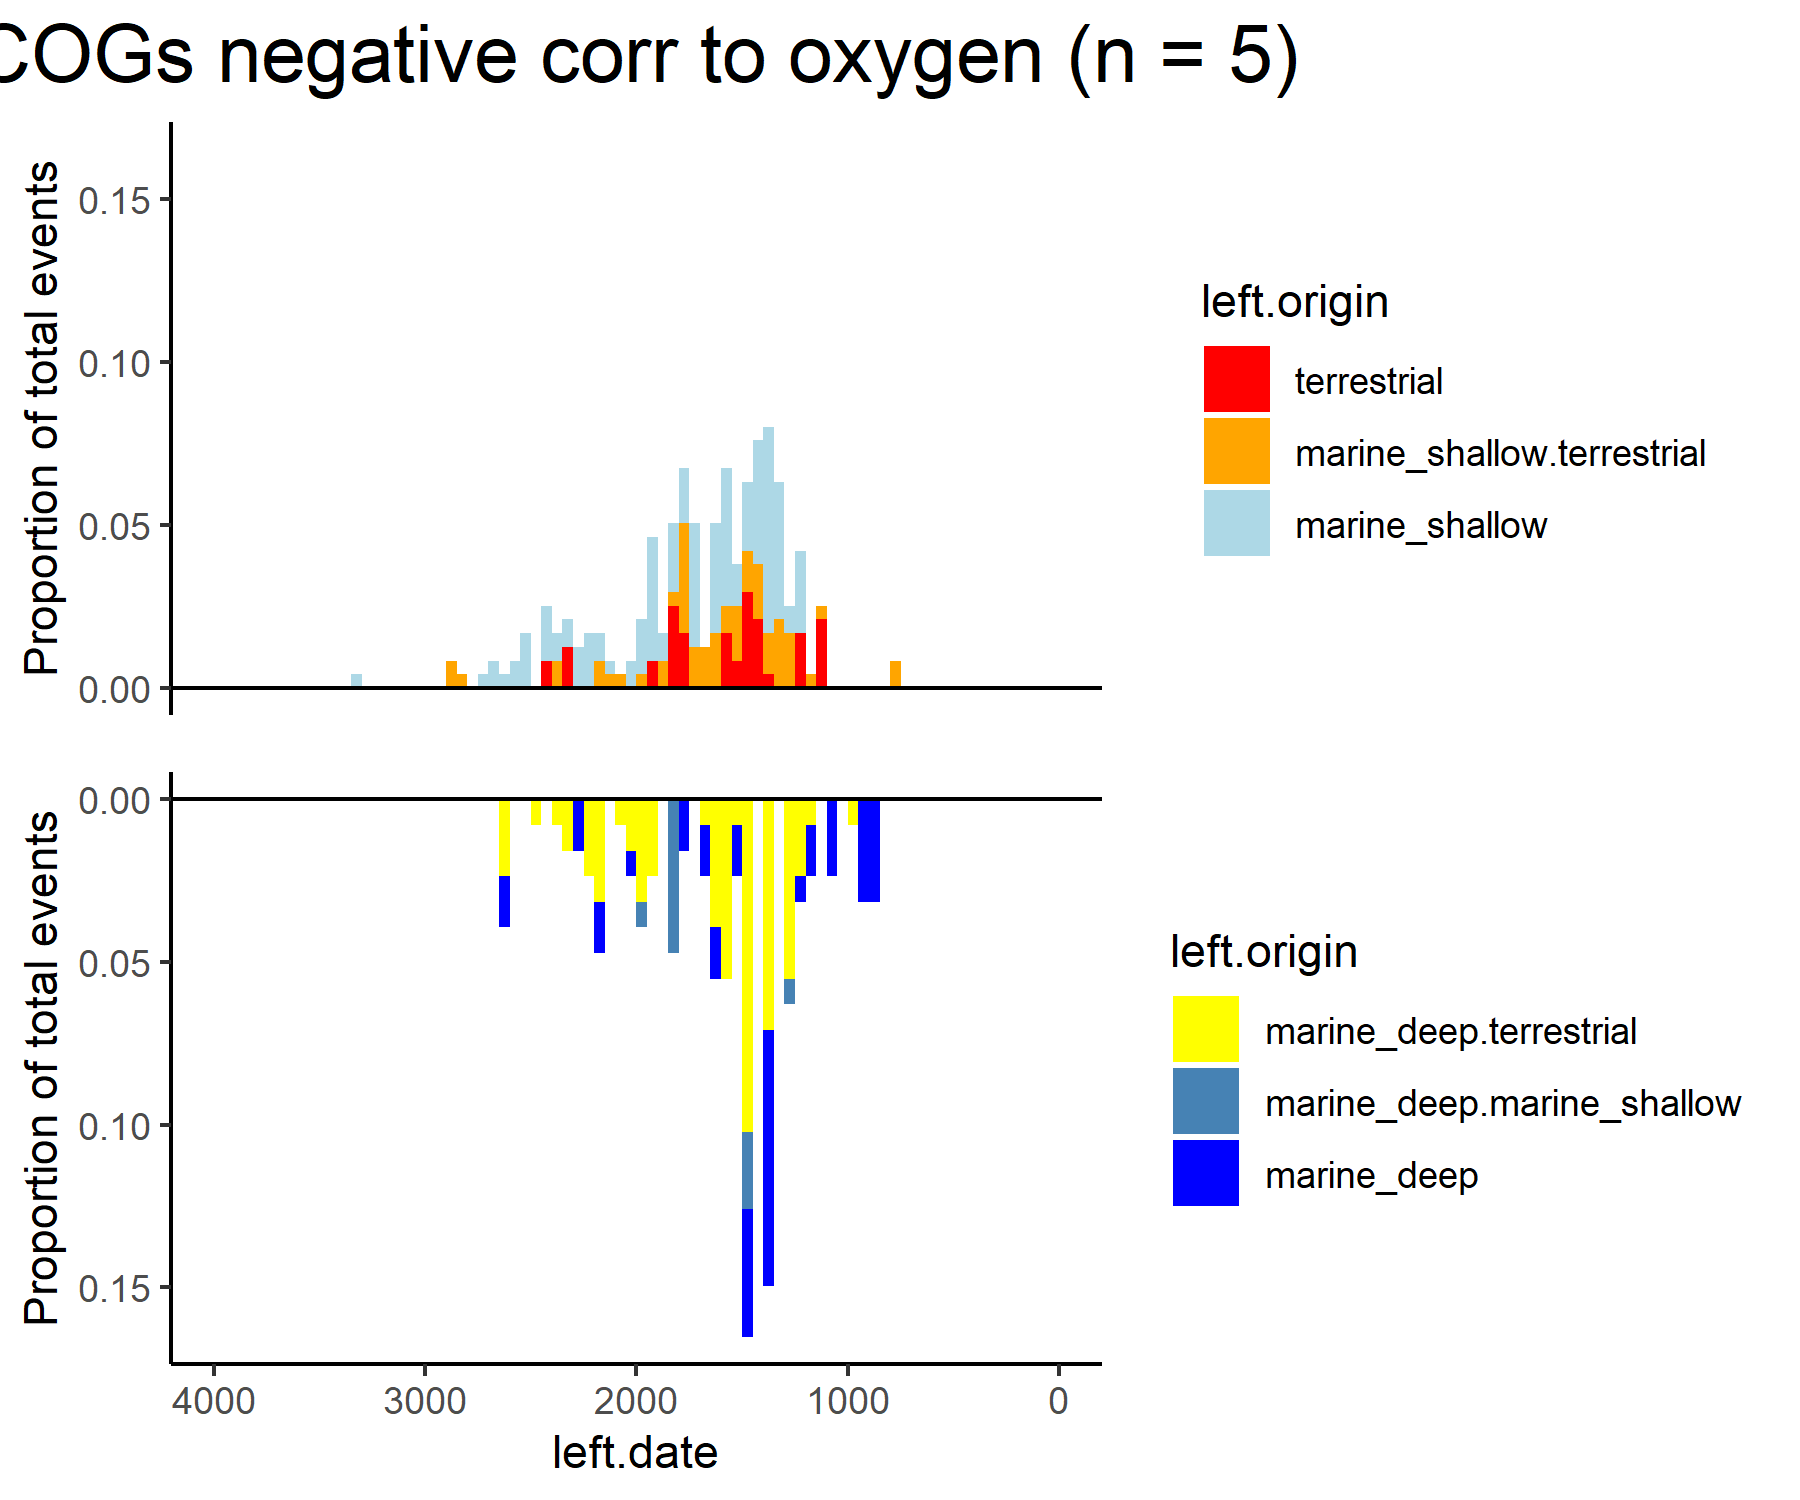 COGs negative corr to oxygen (n = 5)
Proportion of total events
0.15
0.10
0.05
0.00
left.origin
terrestrial
marine_shallow.terrestrial
marine_shallow
Proportion of total events
0.00
0.05
0.10
0.15
left.origin
marine_deep.terrestrial
marine_deep.marine_shallow
marine_deep
4000 3000 2000 1000 0
left.date